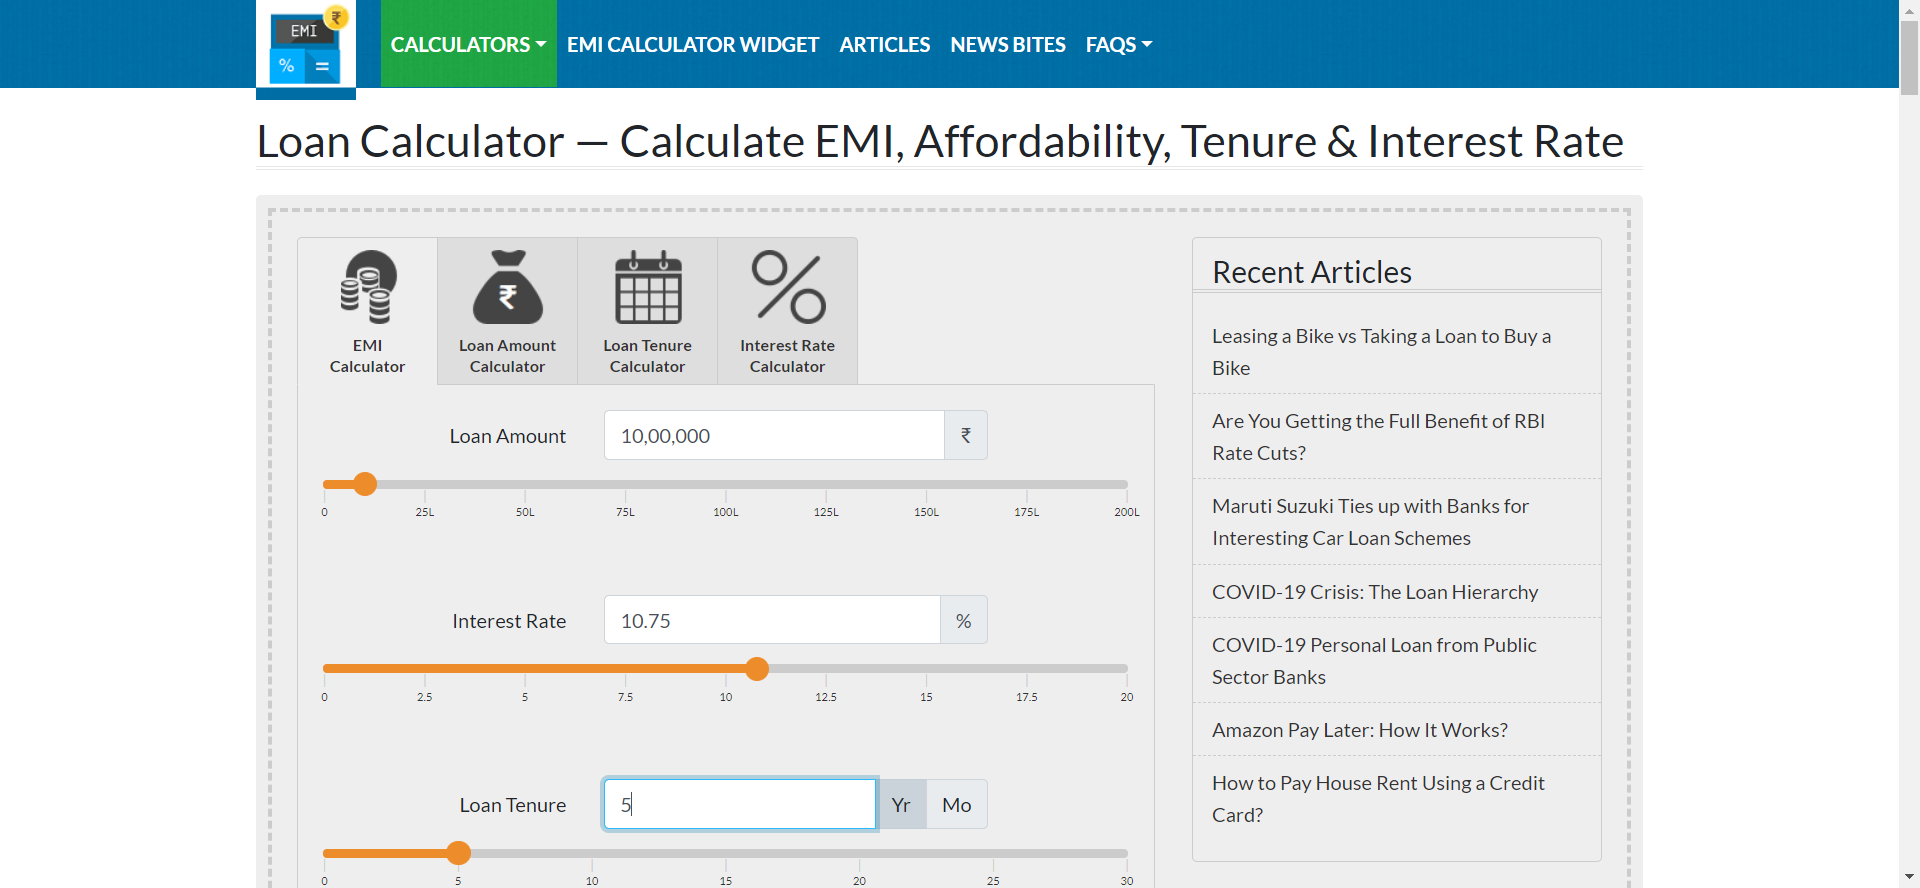 EMI
₹
%
=
CALCULATORS
EMI CALCULATOR WIDGET
ARTICLES
NEWS BITES
FAQS
Loan Calculator — Calculate EMI, Affordability, Tenure & Interest Rate
EMI
Calculator
₹
Loan Amount
Calculator
Loan Tenure
Calculator
Interest Rate
Calculator
Loan Amount
10,00,000
₹
0 25L 50L 75L 100L 125L 150L 175L 200L
Interest Rate
10.75
%
0 2.5 5 7.5 10 12.5 15 17.5 20
Loan Tenure
5
Yr
Mo
0 5 10 15 20 25 30
Recent Articles
Leasing a Bike vs Taking a Loan to Buy a
Bike
Are You Getting the Full Benefit of RBI
Rate Cuts?
Maruti Suzuki Ties up with Banks for
Interesting Car Loan Schemes
COVID-19 Crisis: The Loan Hierarchy
COVID-19 Personal Loan from Public
Sector Banks
Amazon Pay Later: How It Works?
How to Pay House Rent Using a Credit
Card?